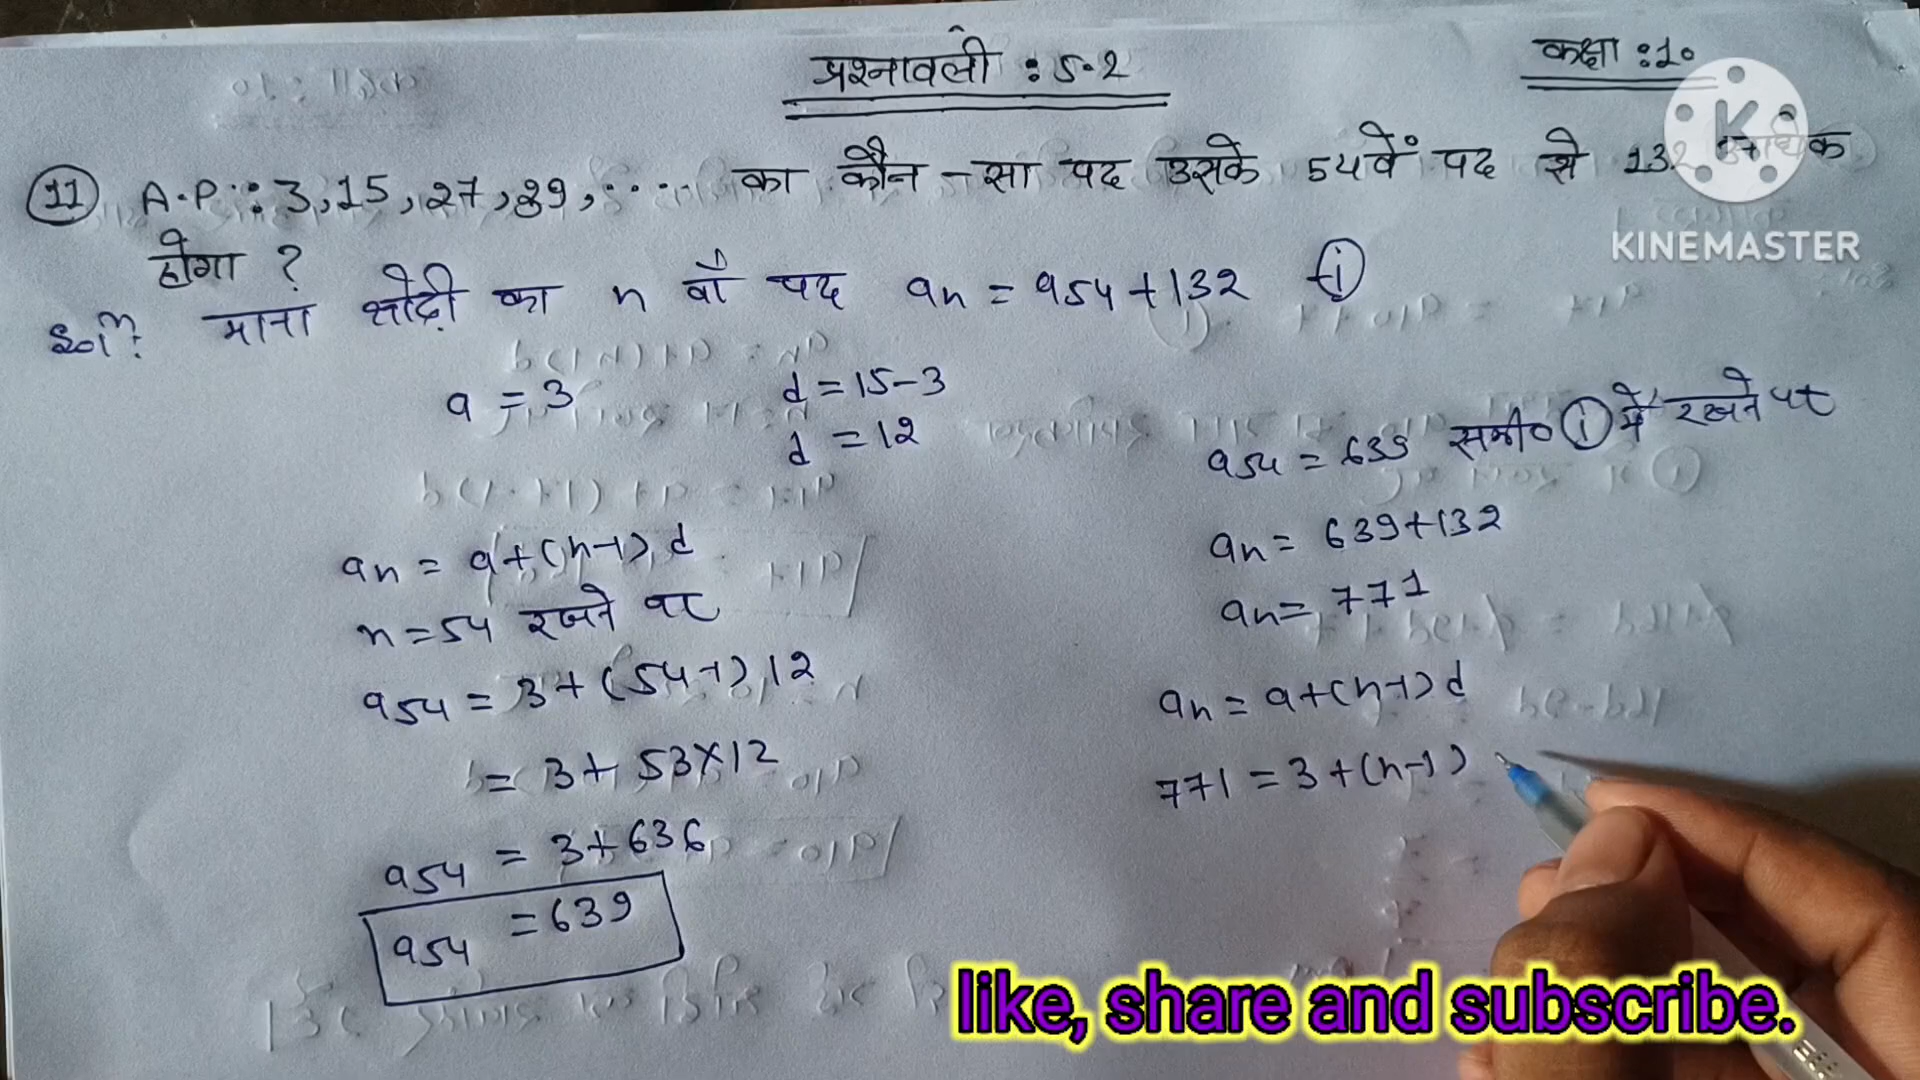 प्रश्नावली : 5.2
कक्षा : 10
KINEMASTER
11 A.P : 3, 15, 27, 39, .... का कौन-सा पद उसके 54वें पद से 132 अधिक
होगा ?
Solⁿ: माना श्रेढ़ी का n वाँ पद an = a54 + 132 – i
a = 3
d = 15-3
d = 12
an = a+(n-1) d
n = 54 रखने पर
a54 = 3+(54-1) 12
= 3 + 53×12
a54 = 3+636
a54 = 639
a54 = 639 समी० i में रखने पर
an = 639+132
an = 771
an = a+(n-1) d
771 = 3+(n-1)
like, share and subscribe.